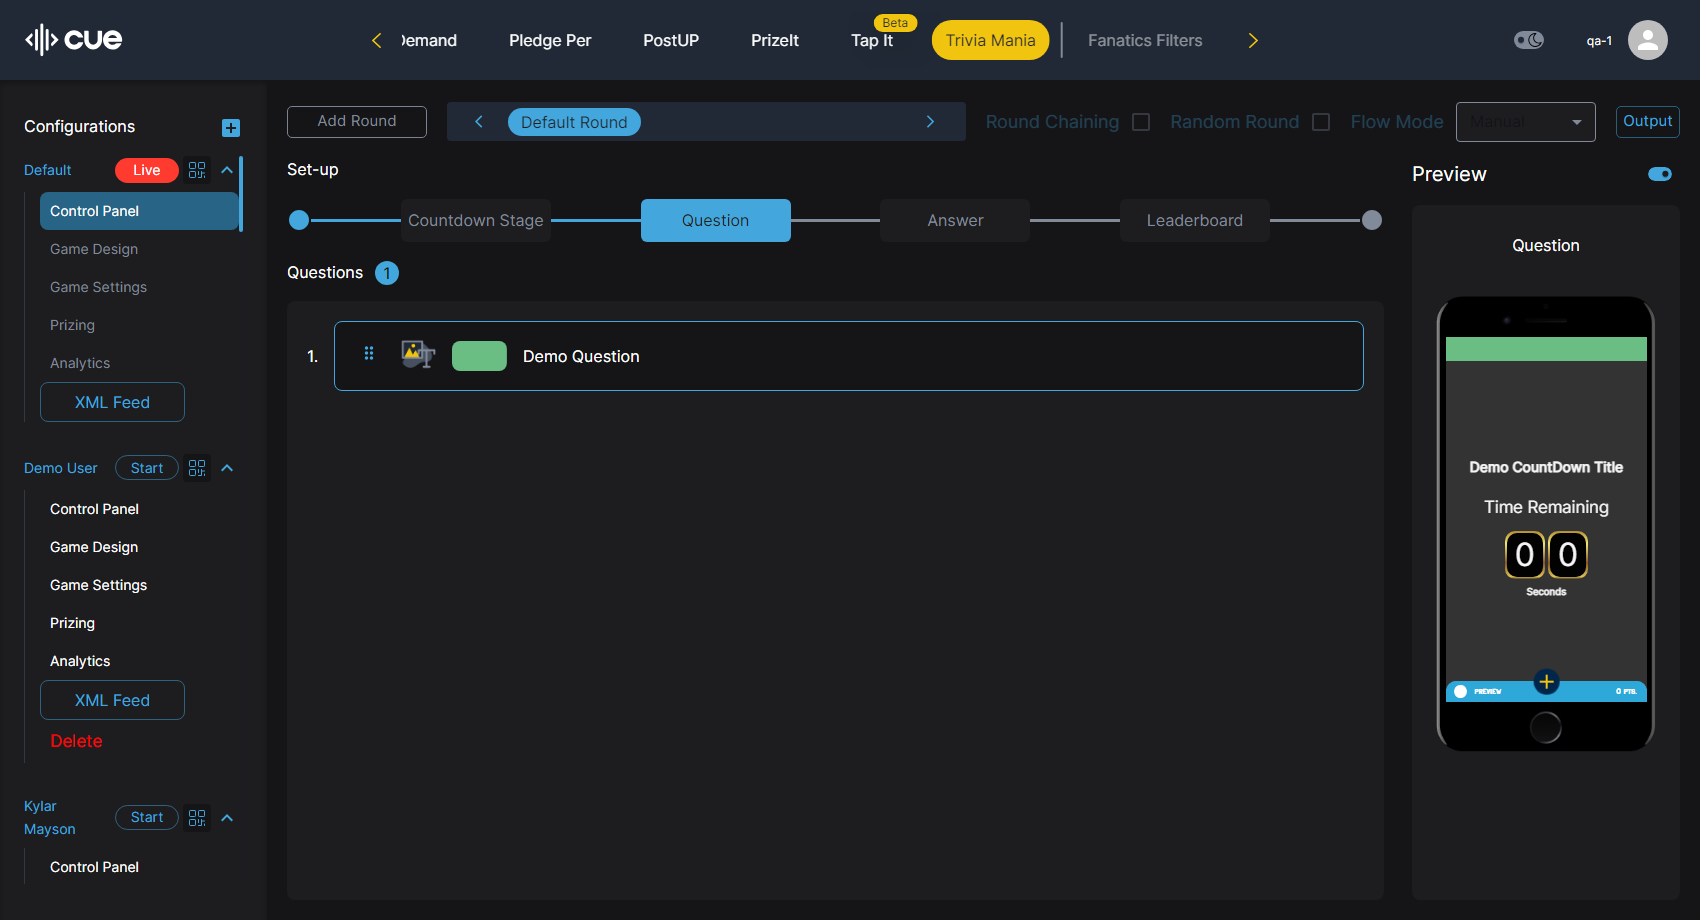 cue
Demand
Pledge Per
PostUP
PrizeIt
Tap It
Beta
Trivia Mania
Fanatics Filters
qa-1
Configurations
Default
Live
Control Panel
Game Design
Game Settings
Prizing
Analytics
XML Feed
Demo User
Start
Control Panel
Game Design
Game Settings
Prizing
Analytics
XML Feed
Delete
Kylar
Mayson
Start
Control Panel
Add Round
Default Round
Round Chaining
Random Round
Flow Mode
Manual
Output
Set-up
Countdown Stage
Question
Answer
Leaderboard
Questions 1
1.
Demo Question
Preview
Question
Demo CountDown Title
Time Remaining
0 0
Seconds
PREVIEW
0 PTS.